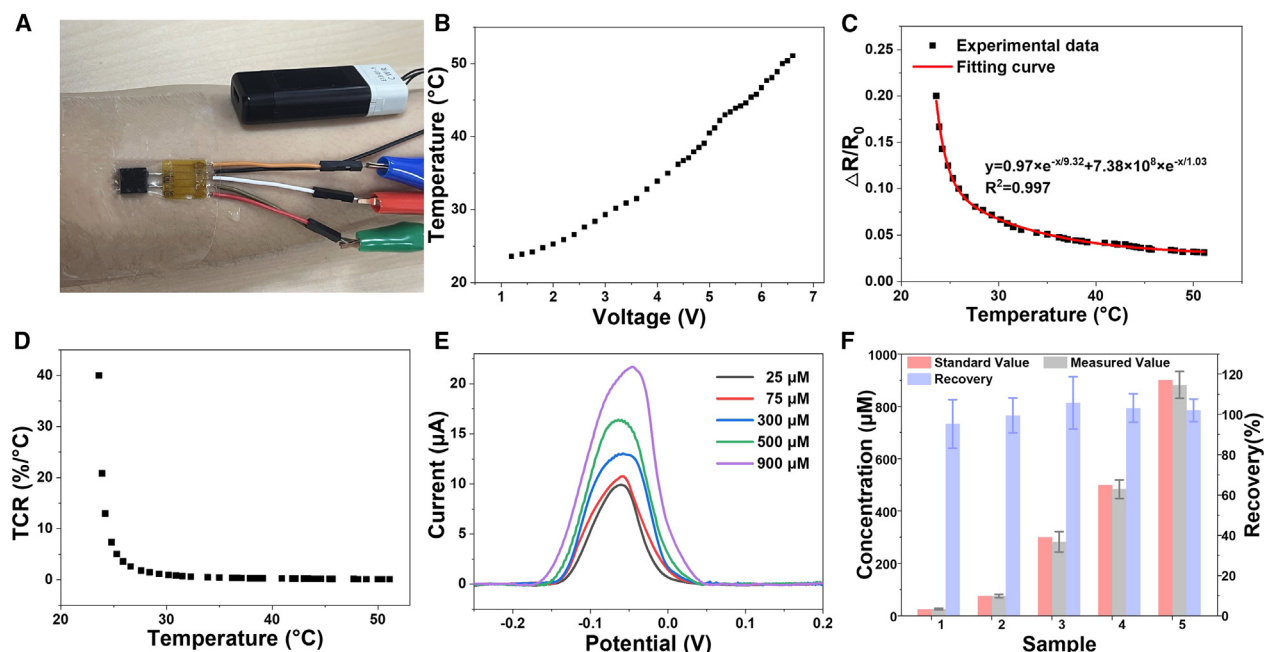 A
B
Temperature (°C)
50
40
30
20
1 2 3 4 5 6 7
Voltage (V)
C
ΔR/R0
0.25
0.20
0.15
0.10
0.05
0.00
Experimental data
Fitting curve
y=0.97×e-x/9.32+7.38×108×e-x/1.03
R2=0.997
20 30 40 50
Temperature (°C)
D
TCR (%/°C)
40
30
20
10
0
20 30 40 50
Temperature (°C)
E
Current (µA)
20
15
10
5
0
25 µM
75 µM
300 µM
500 µM
900 µM
-0.2 -0.1 0.0 0.1 0.2
Potential (V)
F
Concentration (µM)
1000
800
600
400
200
0
Standard Value Measured Value
Recovery
120
100
80
60
40
20
0
Recovery(%)
1 2 3 4 5
Sample